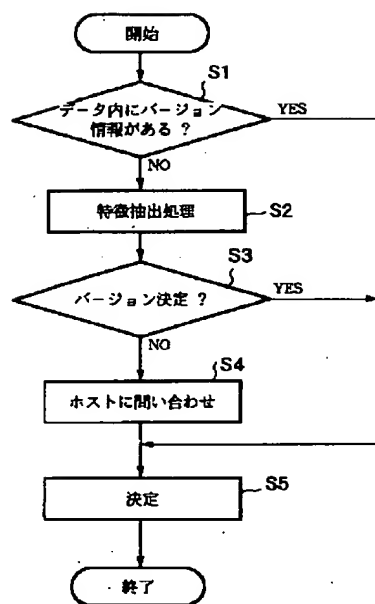 開始
S1
データ内にバージョン
情報がある ?
YES
NO
特徴抽出処理
S2
S3
バージョン決定 ?
YES
NO
S4
ホストに問い合わせ
決定
S5
終了